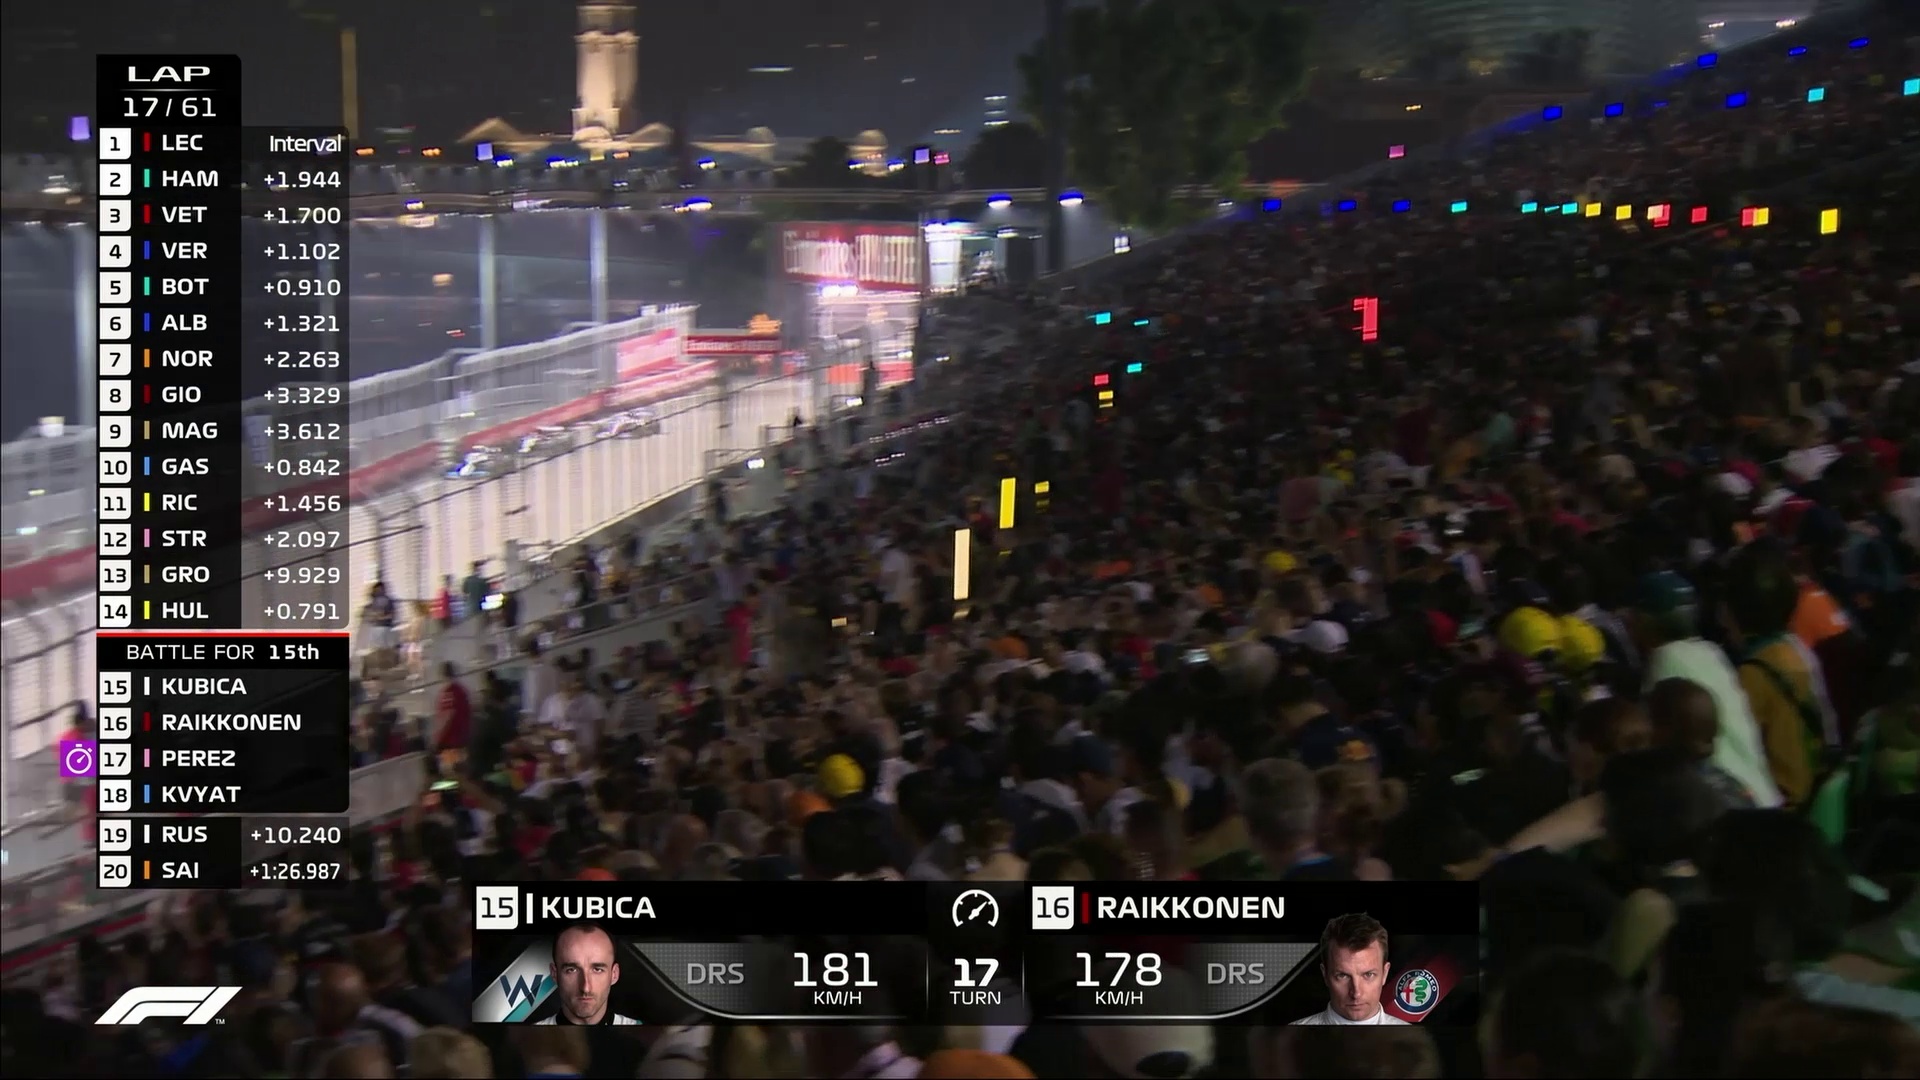 LAP
17/61
1 LEC Interval
2 HAM +1.944
3 VET +1.700
4 VER +1.102
5 BOT +0.910
6 ALB +1.321
7 NOR +2.263
8 GIO +3.329
9 MAG +3.612
10 GAS +0.842
11 RIC +1.456
12 STR +2.097
13 GRO +9.929
14 HUL +0.791
BATTLE FOR 15th
15 KUBICA
16 RAIKKONEN
17 PEREZ
18 KVYAT
19 RUS +10.240
20 SAI +1:26.987
15 KUBICA
DRS 181 KM/H
17 TURN
16 RAIKKONEN
178 KM/H DRS
W
ALFA ROMEO
F1 TM